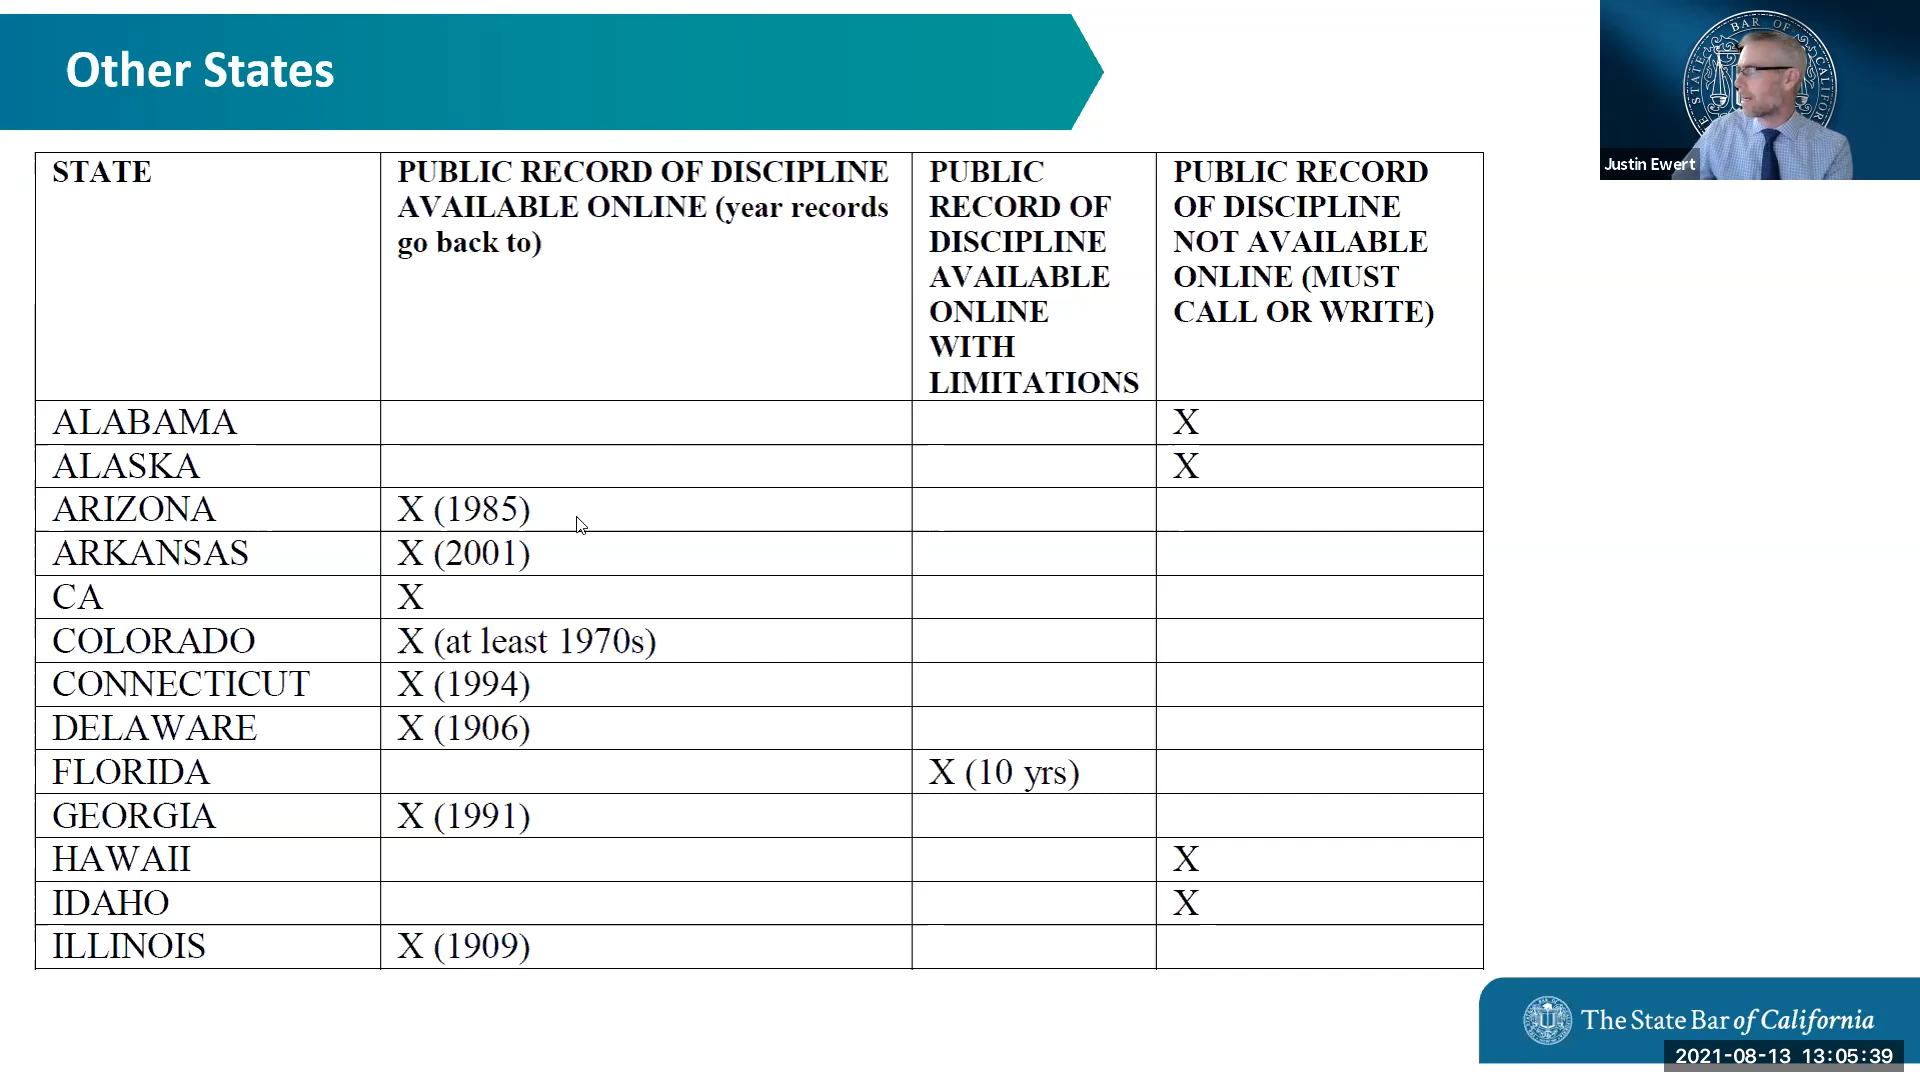 Other States
STATE
PUBLIC RECORD OF DISCIPLINE
AVAILABLE ONLINE (year records
go back to)
PUBLIC
RECORD OF
DISCIPLINE
AVAILABLE
ONLINE
WITH
LIMITATIONS
PUBLIC RECORD
OF DISCIPLINE
NOT AVAILABLE
ONLINE (MUST
CALL OR WRITE)
ALABAMA X
ALASKA X
ARIZONA X (1985)
ARKANSAS X (2001)
CA X
COLORADO X (at least 1970s)
CONNECTICUT X (1994)
DELAWARE X (1906)
FLORIDA X (10 yrs)
GEORGIA X (1991)
HAWAII X
IDAHO X
ILLINOIS X (1909)
Justin Ewert
The State Bar of California
2021-08-13 13:05:39